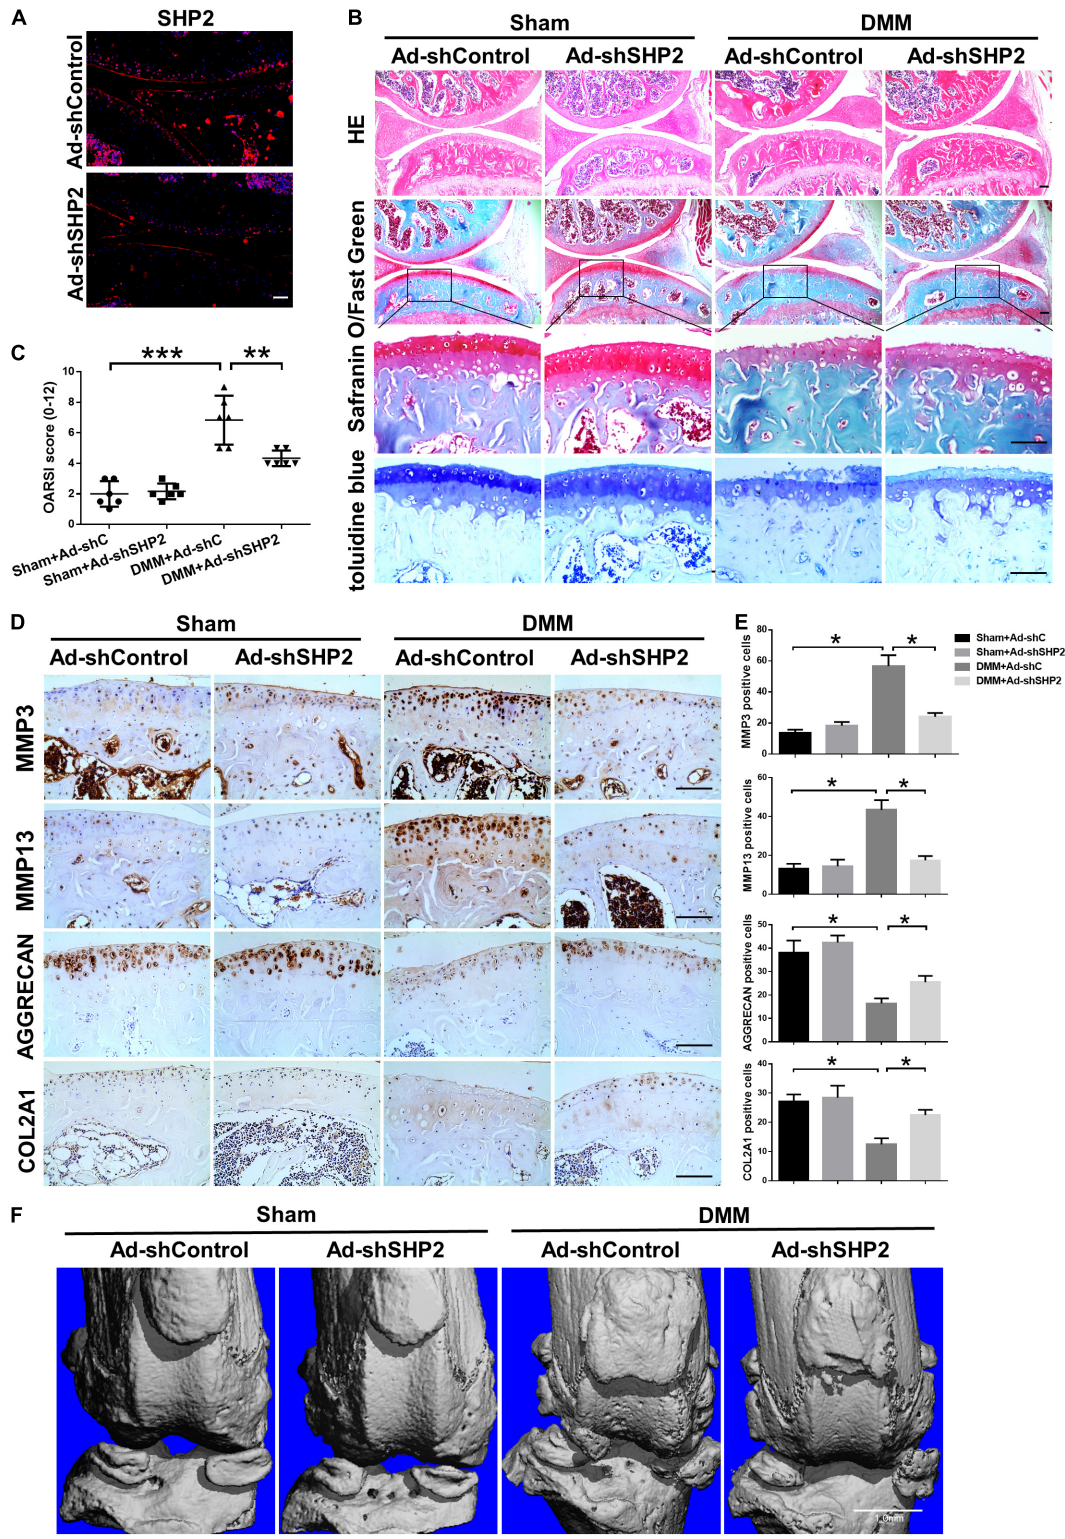 A
SHP2
Ad-shControl
Ad-shSHP2
B
Sham
DMM
Ad-shControl
Ad-shSHP2
Ad-shControl
Ad-shSHP2
HE
Safranin O/Fast Green
toluidine blue
C
***
**
OARSI score (0-12)
10
8
6
4
2
0
Sham+Ad-shC
Sham+Ad-shSHP2
DMM+Ad-shC
DMM+Ad-shSHP2
D
Sham
DMM
Ad-shControl
Ad-shSHP2
Ad-shControl
Ad-shSHP2
MMP3
MMP13
AGGRECAN
COL2A1
E
MMP3 positive cells
80
60
40
20
0
*
*
Sham+Ad-shC
Sham+Ad-shSHP2
DMM+Ad-shC
DMM+Ad-shSHP2
MMP13 positive cells
60
40
20
0
*
*
AGGRECAN positive cells
50
40
30
20
10
0
*
*
COL2A1 positive cells
40
30
20
10
0
*
*
F
Sham
DMM
Ad-shControl
Ad-shSHP2
Ad-shControl
Ad-shSHP2
1.0mm